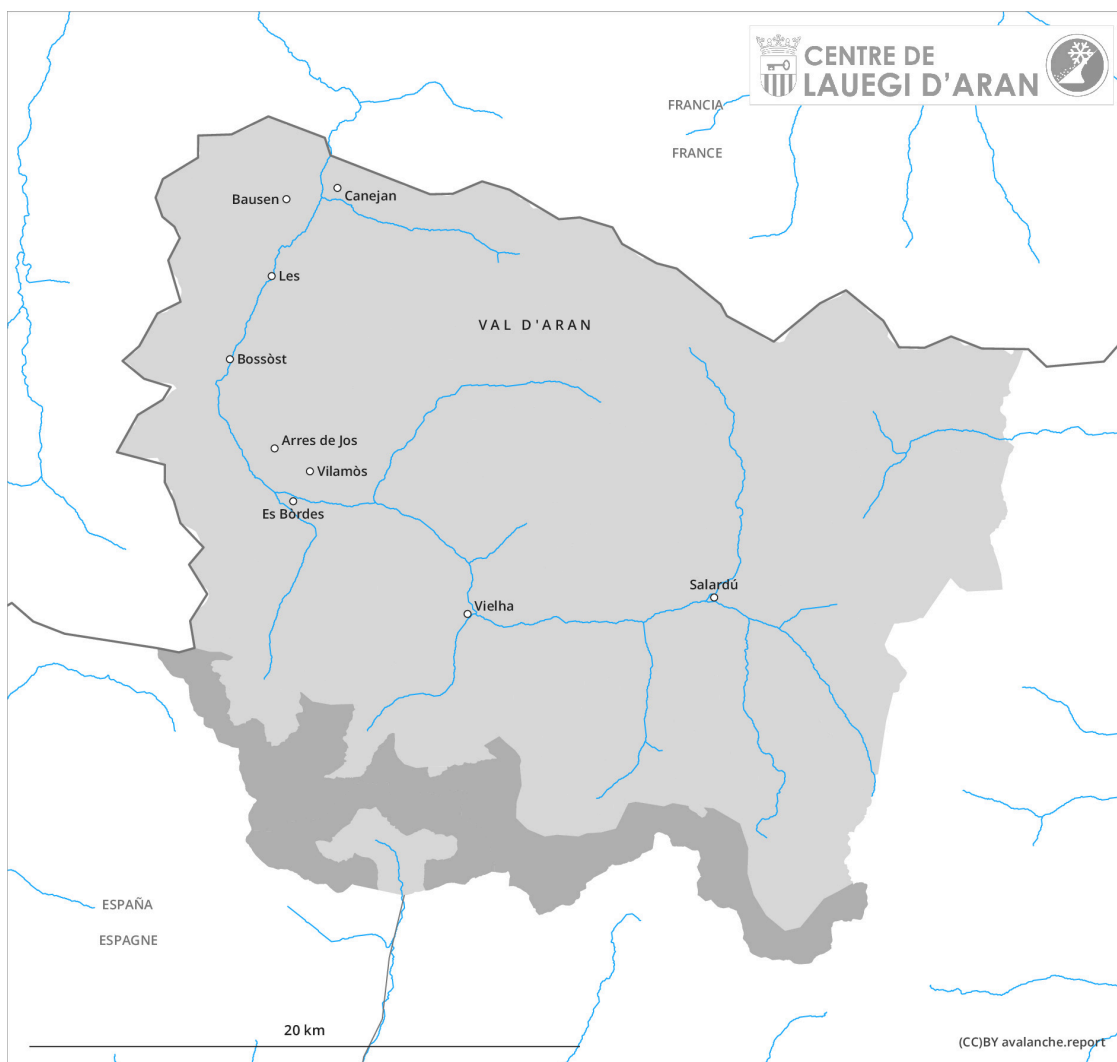 CENTRE DE
LAUEGI D'ARAN
FRANCIA
FRANCE
Canejan
Bausen
Les
VAL D'ARAN
Bossòst
Arres de Jos
Vilamòs
Es Bòrdes
Salardú
Vielha
ESPAÑA
ESPAGNE
20 km
(CC)BY avalanche.report